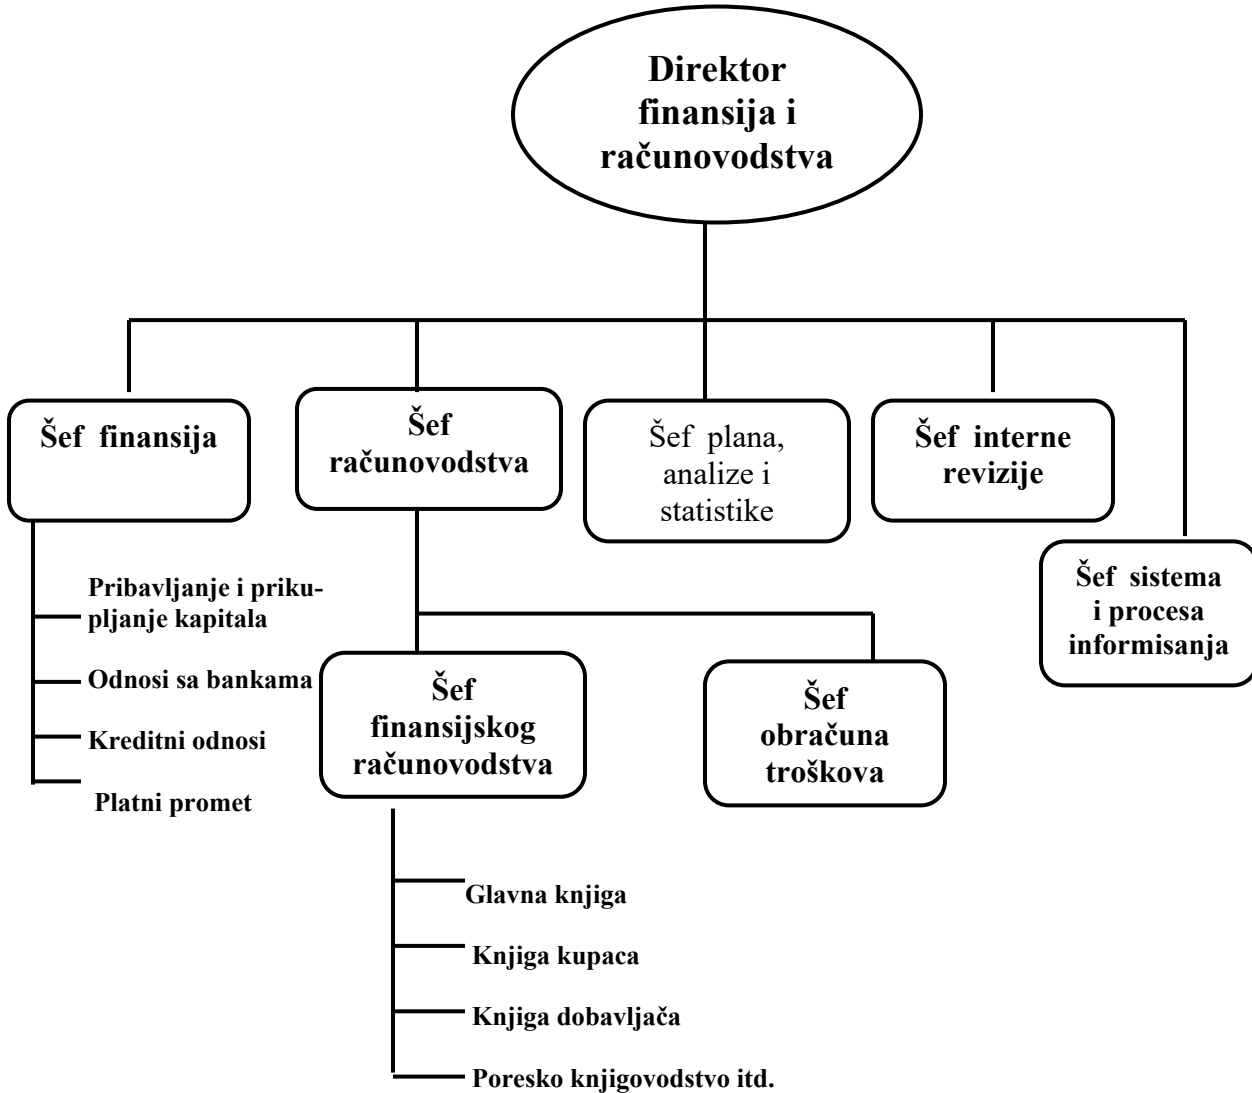 Direktor
finansija i
računovodstva
Šef finansija
Šef
računovodstva
Šef plana,
analize i
statistike
Šef interne
revizije
Šef sistema
i procesa
informisanja
Pribavljanje i priku-
pljanje kapitala
Odnosi sa bankama
Kreditni odnosi
Platni promet
Šef
finansijskog
računovodstva
Šef
obračuna
troškova
Glavna knjiga
Knjiga kupaca
Knjiga dobavljača
Poresko knjigovodstvo itd.